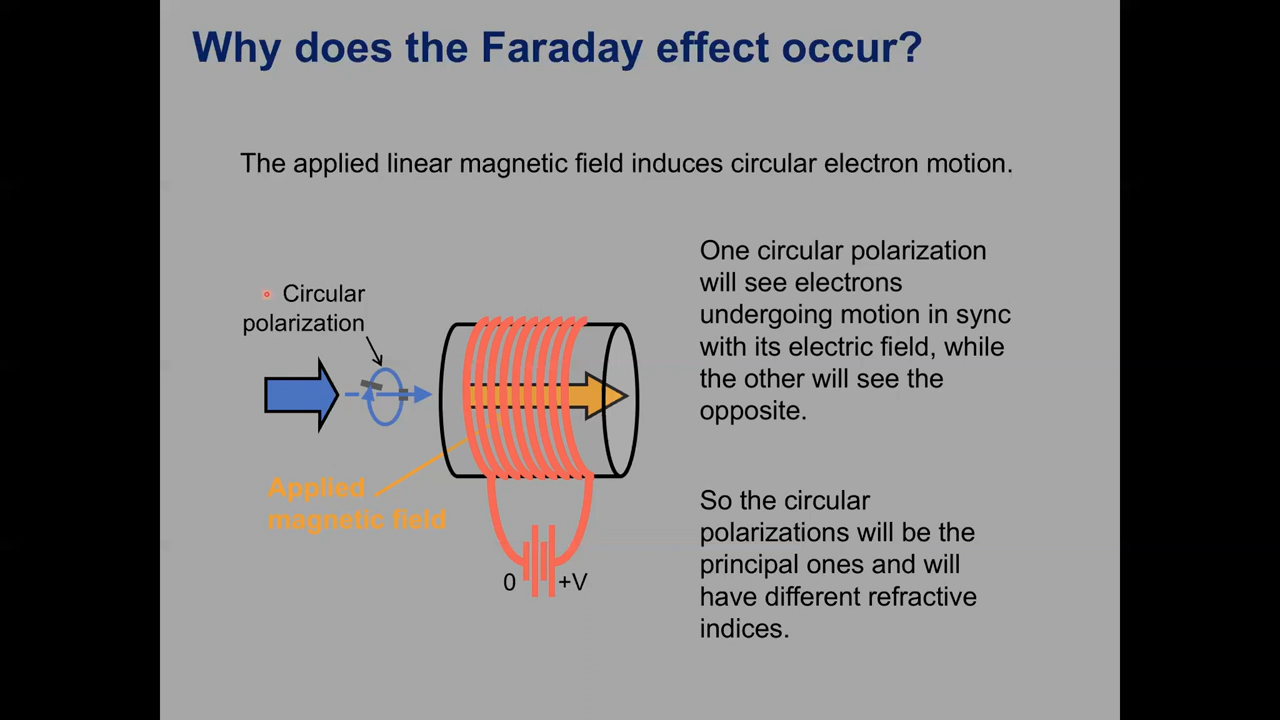 Why does the Faraday effect occur?
The applied linear magnetic field induces circular electron motion.
One circular polarization
will see electrons
undergoing motion in sync
with its electric field, while
the other will see the
opposite.
Circular
polarization
Applied
magnetic field
0
+V
So the circular
polarizations will be the
principal ones and will
have different refractive
indices.